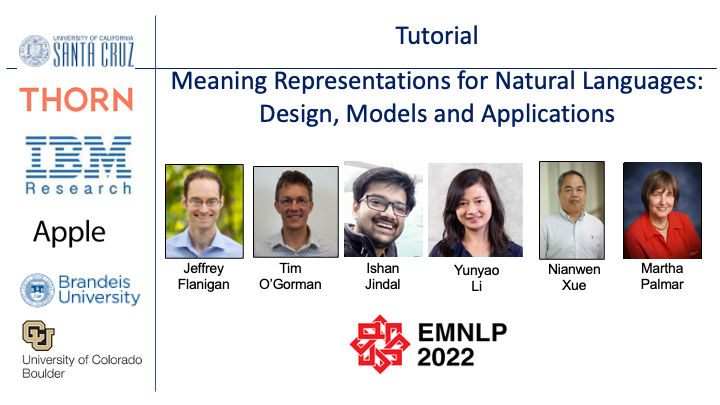 UNIVERSITY OF CALIFORNIA
SANTA CRUZ
THORN
IBM
Research
Apple
Brandeis
University
CU
University of Colorado
Boulder
Tutorial
Meaning Representations for Natural Languages:
Design, Models and Applications
Jeffrey
Flanigan
Tim
O'Gorman
Ishan
Jindal
Yunyao
Li
Nianwen
Xue
Martha
Palmar
EMNLP
2022